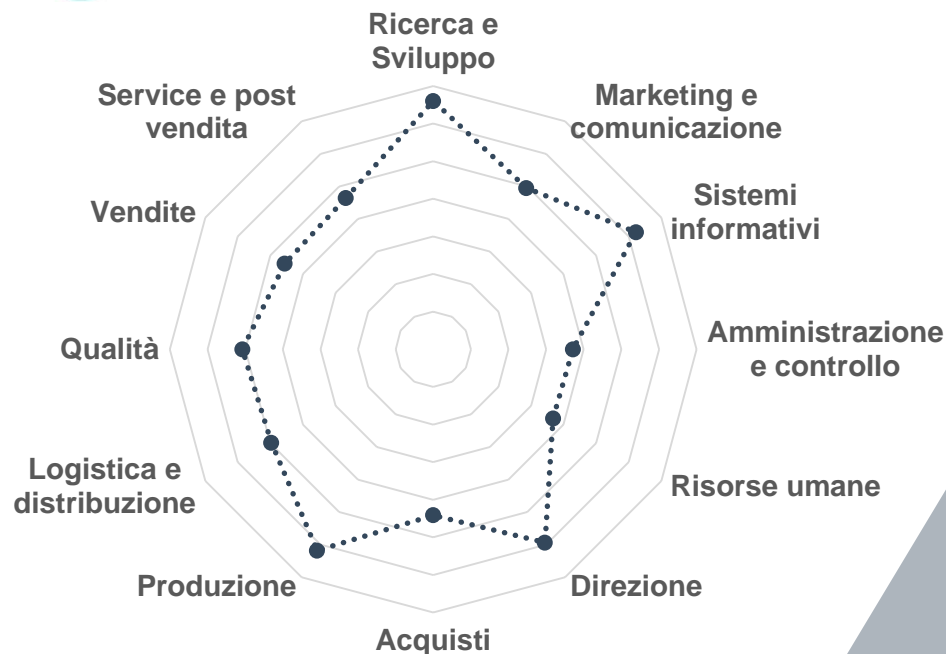 Ricerca e
Sviluppo
Marketing e
comunicazione
Sistemi
informativi
Amministrazione
e controllo
Risorse umane
Direzione
Acquisti
Produzione
Logistica e
distribuzione
Qualità
Vendite
Service e post
vendita